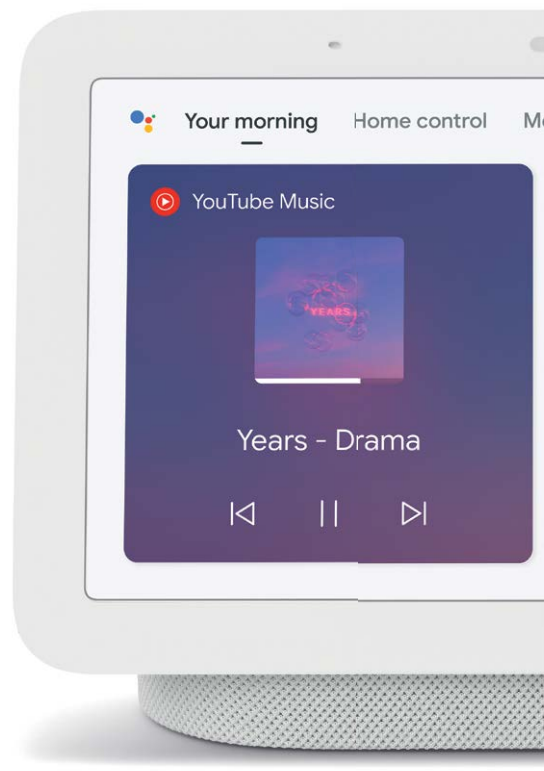 Your morning
Home control
YouTube Music
YEARS
Years - Drama